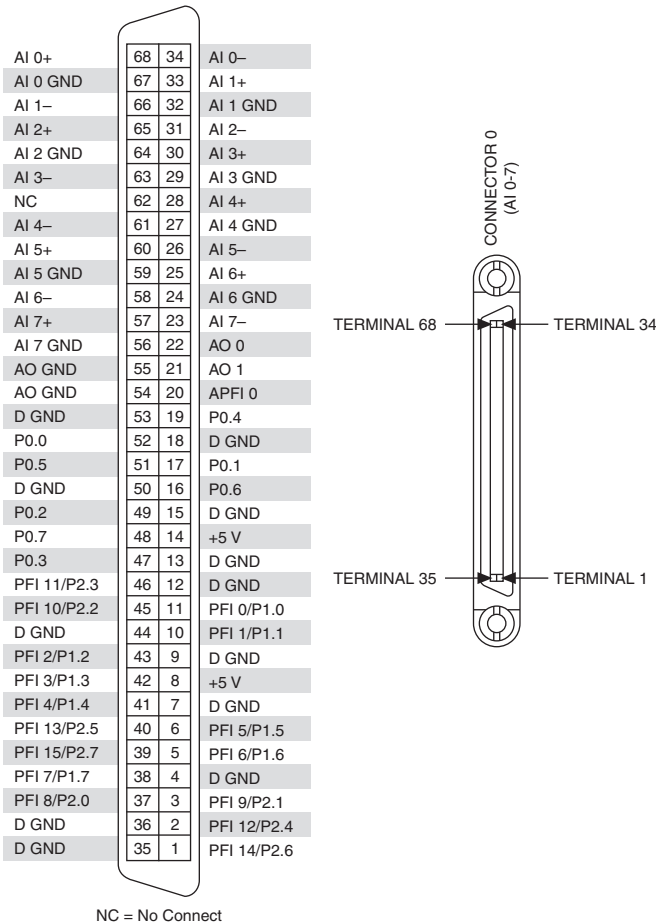 AI 0+ 68 34 AI 0–
AI 0 GND 67 33 AI 1+
AI 1– 66 32 AI 1 GND
AI 2+ 65 31 AI 2–
AI 2 GND 64 30 AI 3+
AI 3– 63 29 AI 3 GND
NC 62 28 AI 4+
AI 4– 61 27 AI 4 GND
AI 5+ 60 26 AI 5–
AI 5 GND 59 25 AI 6+
AI 6– 58 24 AI 6 GND
AI 7+ 57 23 AI 7–
AI 7 GND 56 22 AO 0
AO GND 55 21 AO 1
AO GND 54 20 APFI 0
D GND 53 19 P0.4
P0.0 52 18 D GND
P0.5 51 17 P0.1
D GND 50 16 P0.6
P0.2 49 15 D GND
P0.7 48 14 +5 V
P0.3 47 13 D GND
PFI 11/P2.3 46 12 D GND
PFI 10/P2.2 45 11 PFI 0/P1.0
D GND 44 10 PFI 1/P1.1
PFI 2/P1.2 43 9 D GND
PFI 3/P1.3 42 8 +5 V
PFI 4/P1.4 41 7 D GND
PFI 13/P2.5 40 6 PFI 5/P1.5
PFI 15/P2.7 39 5 PFI 6/P1.6
PFI 7/P1.7 38 4 D GND
PFI 8/P2.0 37 3 PFI 9/P2.1
D GND 36 2 PFI 12/P2.4
D GND 35 1 PFI 14/P2.6
NC = No Connect
CONNECTOR 0
(AI 0-7)
TERMINAL 68 TERMINAL 34
TERMINAL 35 TERMINAL 1